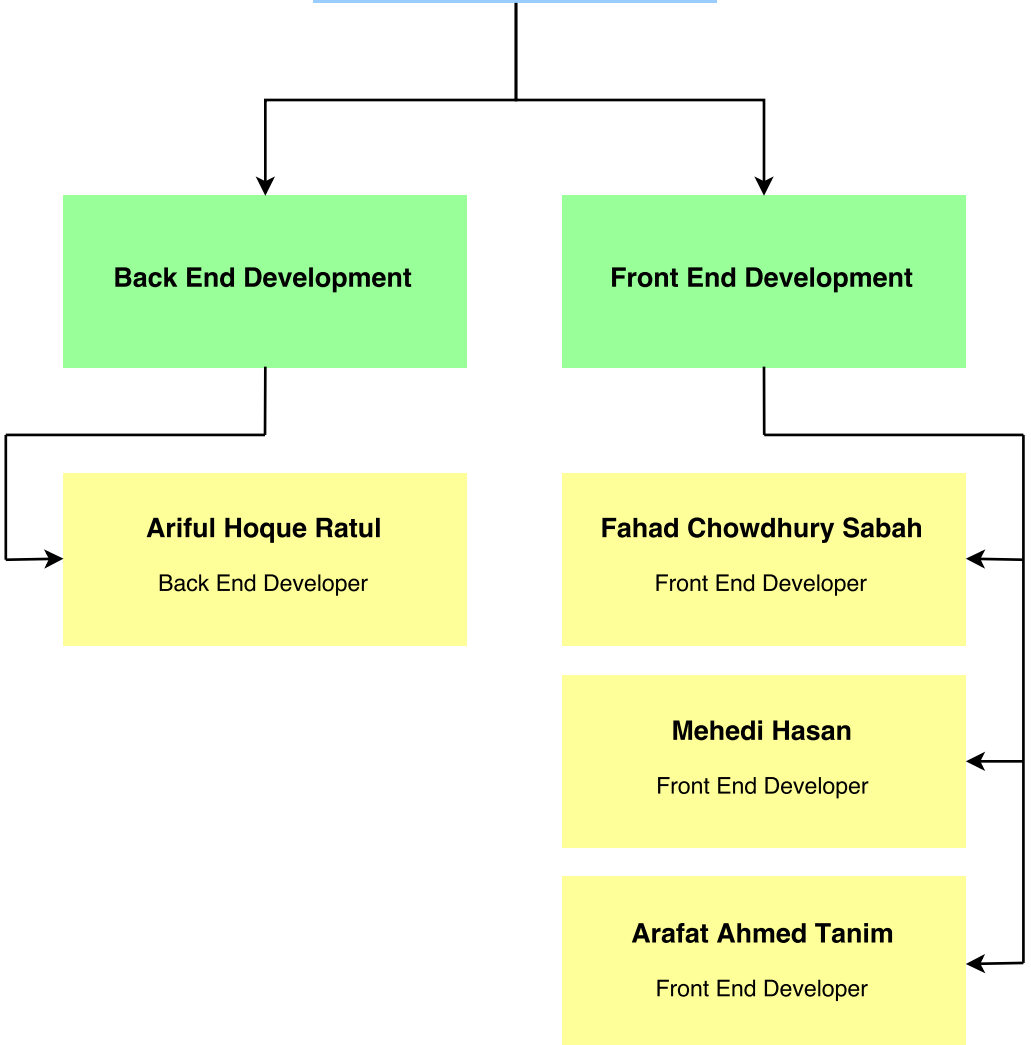 Back End Development
Front End Development
Ariful Hoque Ratul
Back End Developer
Fahad Chowdhury Sabah
Front End Developer
Mehedi Hasan
Front End Developer
Arafat Ahmed Tanim
Front End Developer